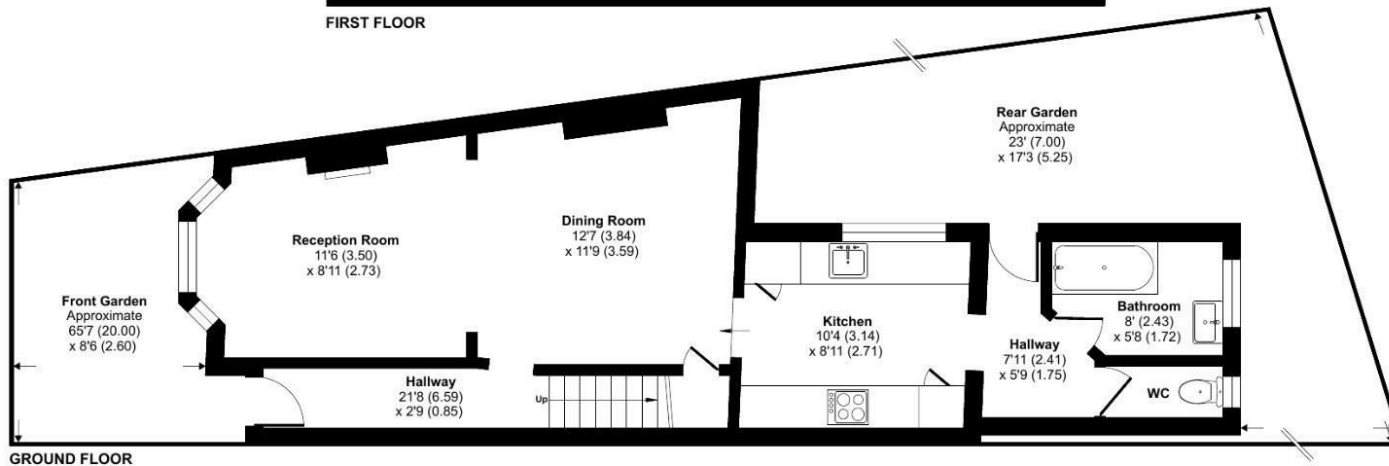 FIRST FLOOR
Rear Garden
Approximate
23' (7.00)
x 17'3 (5.25)
Dining Room
12'7 (3.84)
x 11'9 (3.59)
Reception Room
11'6 (3.50)
x 8'11 (2.73)
Front Garden
Approximate
65'7 (20.00)
x 8'6 (2.60)
Kitchen
10'4 (3.14)
x 8'11 (2.71)
Bathroom
8' (2.43)
x 5'8 (1.72)
Hallway
7'11 (2.41)
x 5'9 (1.75)
Hallway
21'8 (6.59)
x 2'9 (0.85)
Up
WC
GROUND FLOOR